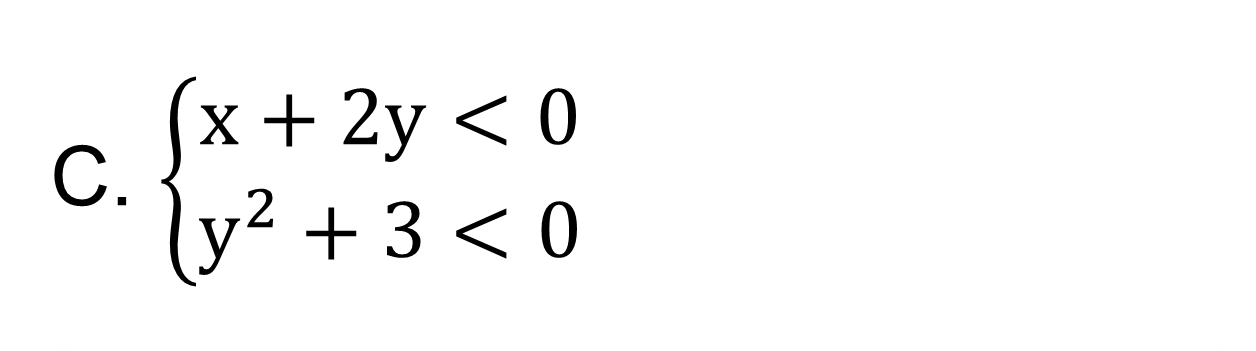 C. {x + 2y < 0
y² + 3 < 0